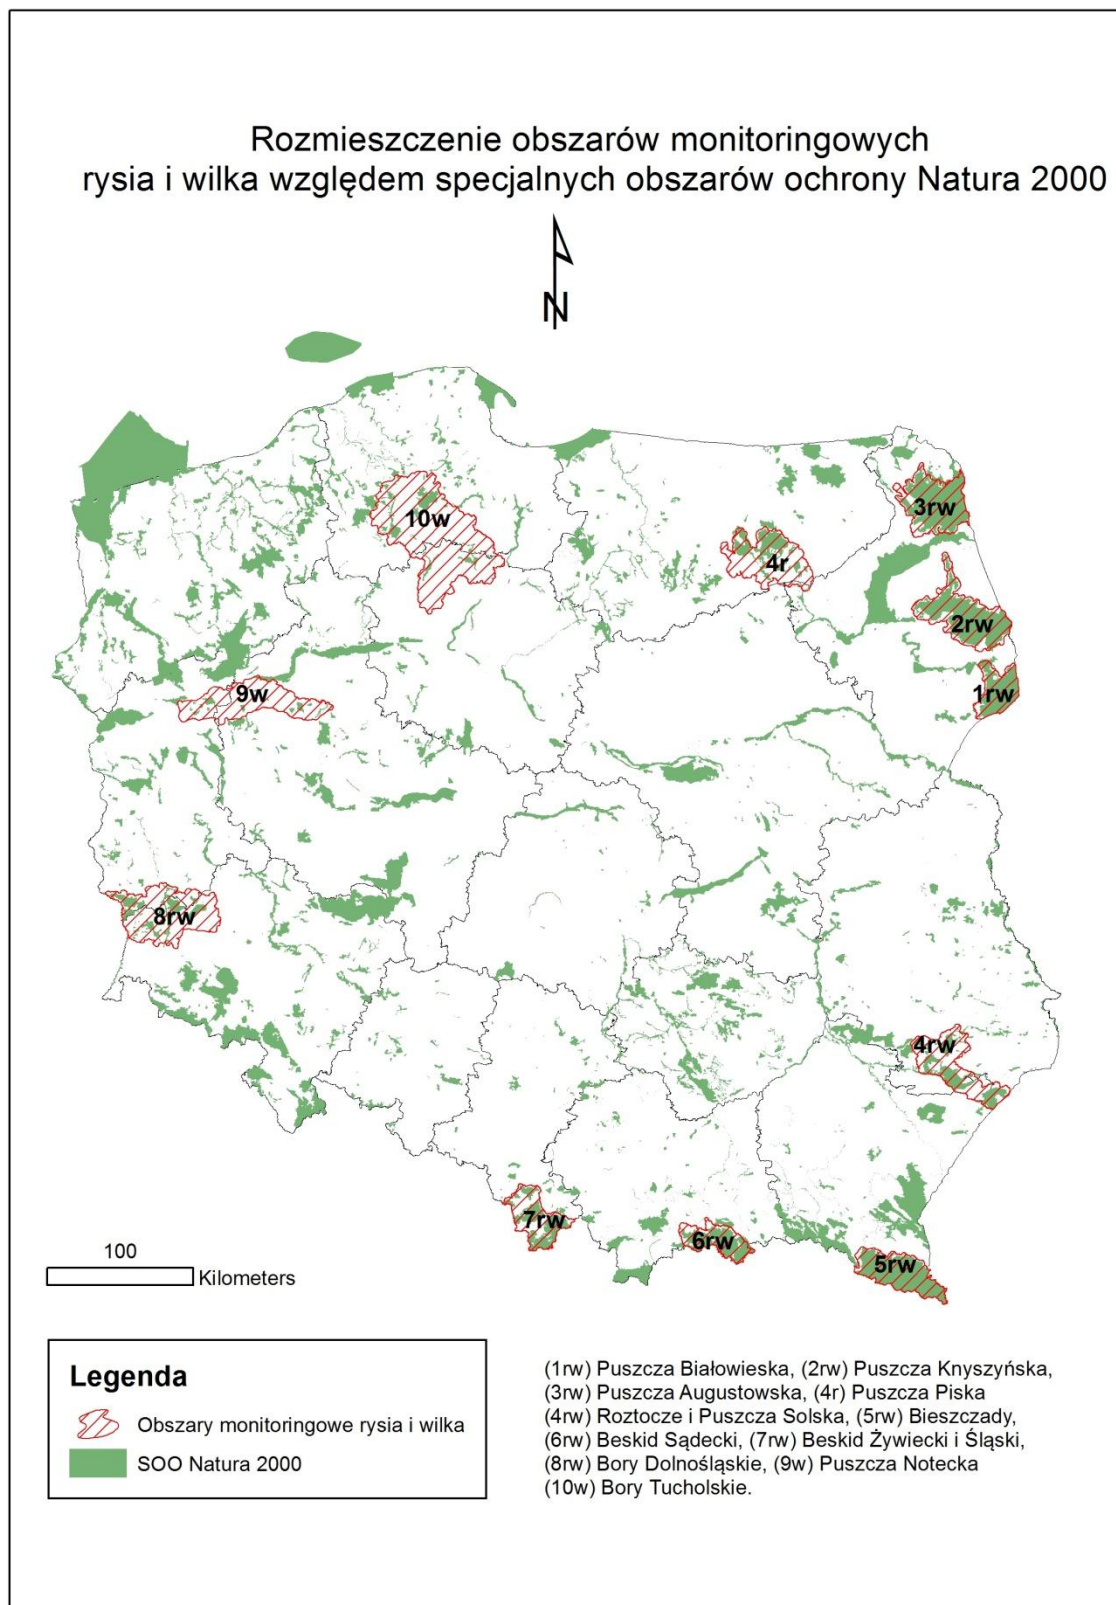 Rozmieszczenie obszarów monitoringowych
rysia i wilka względem specjalnych obszarów ochrony Natura 2000
N
10w
3rw
4r
2rw
1rw
9w
8rw
4rw
7rw
6rw
5rw
100
Kilometers
Legenda
Obszary monitoringowe rysia i wilka
SOO Natura 2000
(1rw) Puszcza Białowieska, (2rw) Puszcza Knyszyńska,
(3rw) Puszcza Augustowska, (4r) Puszcza Piska
(4rw) Roztocze i Puszcza Solska, (5rw) Bieszczady,
(6rw) Beskid Sądecki, (7rw) Beskid Żywiecki i Śląski,
(8rw) Bory Dolnośląskie, (9w) Puszcza Notecka
(10w) Bory Tucholskie.